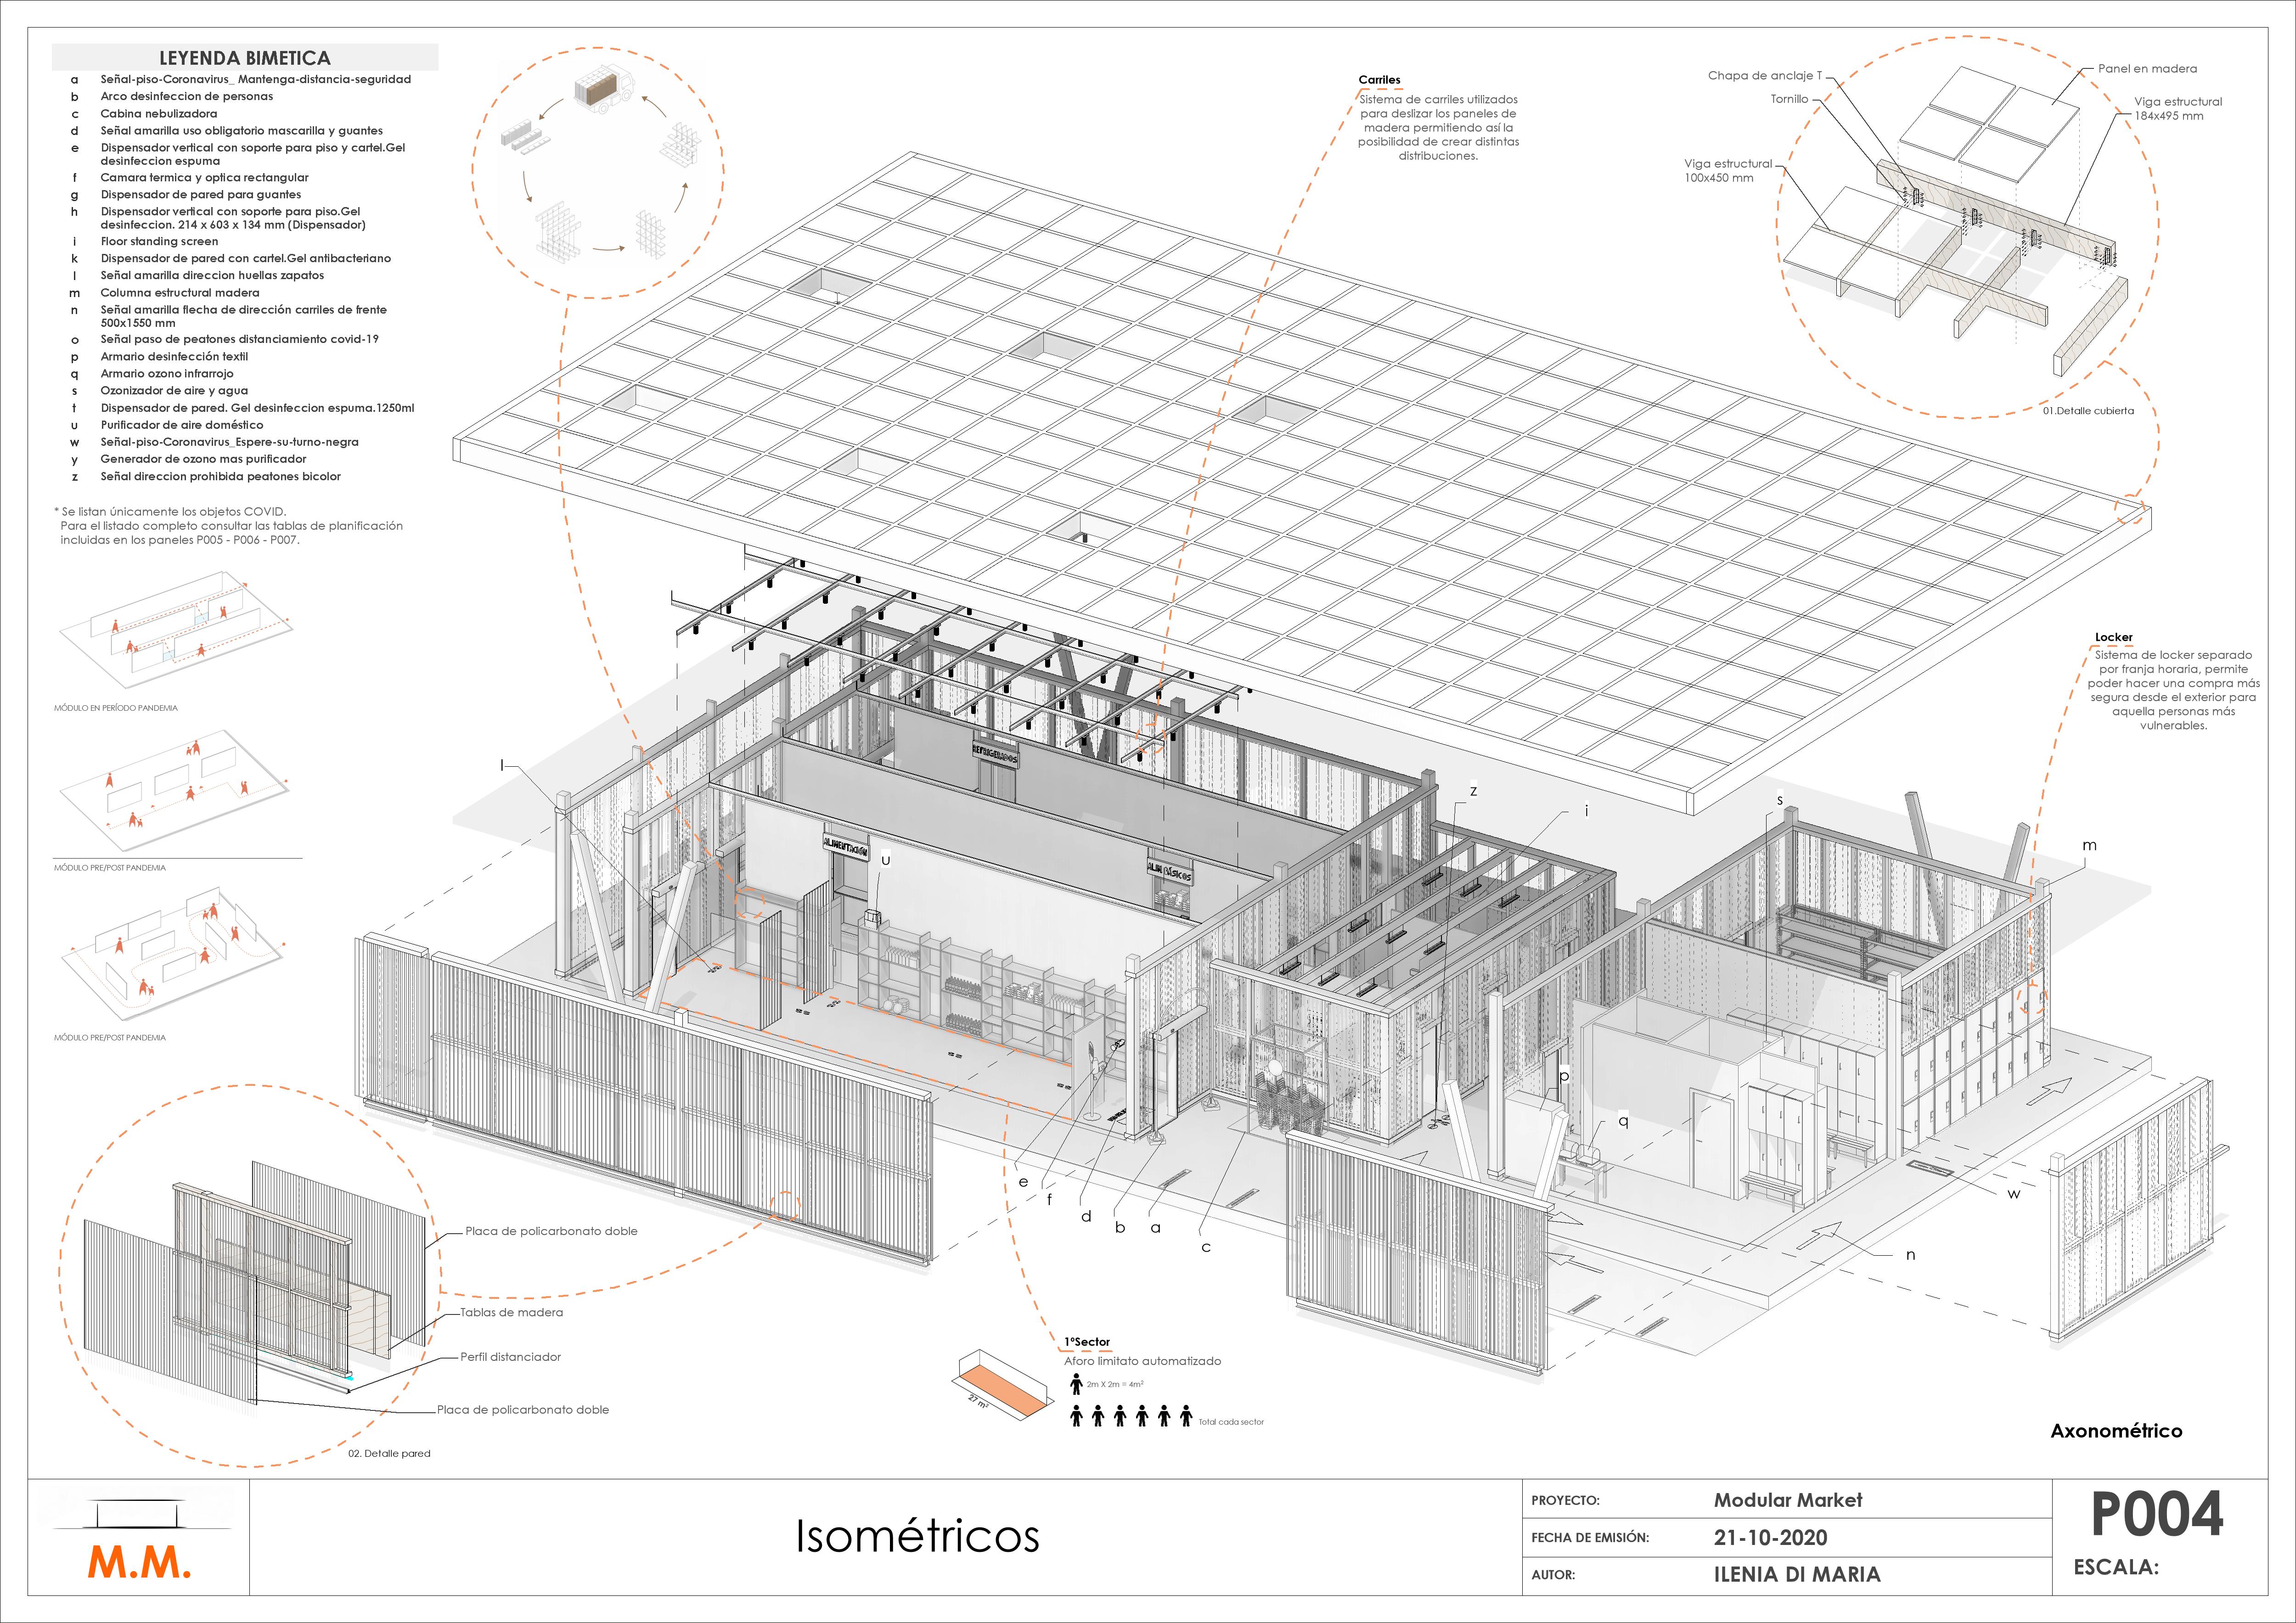 LEYENDA BIMETICA
a Señal-piso-Coronavirus_ Mantenga-distancia-seguridad
b Arco desinfeccion de personas
c Cabina nebulizadora
d Señal amarilla uso obligatorio mascarilla y guantes
e Dispensador vertical con soporte para piso y cartel.Gel
desinfeccion espuma
f Camara termica y optica rectangular
g Dispensador de pared para guantes
h Dispensador vertical con soporte para piso.Gel
desinfeccion. 214 x 603 x 134 mm (Dispensador)
i Floor standing screen
k Dispensador de pared con cartel.Gel antibacteriano
l Señal amarilla direccion huellas zapatos
m Columna estructural madera
n Señal amarilla flecha de dirección carriles de frente
500x1550 mm
o Señal paso de peatones distanciamiento covid-19
p Armario desinfección textil
q Armario ozono infrarrojo
s Ozonizador de aire y agua
t Dispensador de pared. Gel desinfeccion espuma.1250ml
u Purificador de aire doméstico
w Señal-piso-Coronavirus_Espere-su-turno-negra
y Generador de ozono mas purificador
z Señal direccion prohibida peatones bicolor
* Se listan únicamente los objetos COVID.
Para el listado completo consultar las tablas de planificación
incluidas en los paneles P005 - P006 - P007.
MÓDULO EN PERÍODO PANDEMIA
MÓDULO PRE/POST PANDEMIA
MÓDULO PRE/POST PANDEMIA
Carriles
Sistema de carriles utilizados
para deslizar los paneles de
madera permitiendo así la
posibilidad de crear distintas
distribuciones.
Chapa de anclaje T
Tornillo
Panel en madera
Viga estructural
184x495 mm
Viga estructural
100x450 mm
01.Detalle cubierta
Locker
Sistema de locker separado
por franja horaria, permite
poder hacer una compra más
segura desde el exterior para
aquella personas más
vulnerables.
REFRIGERADOS
ALIMENTACIÓN
ALIM BÁSICOS
l
u
z
i
s
m
p
q
w
n
e
f
d
b
a
c
Placa de policarbonato doble
Tablas de madera
Perfil distanciador
Placa de policarbonato doble
02. Detalle pared
1ºSector
Aforo limitato automatizado
2m X 2m = 4m²
Total cada sector
27 m²
Axonométrico
M.M.
Isométricos
PROYECTO: Modular Market
FECHA DE EMISIÓN: 21-10-2020
AUTOR: ILENIA DI MARIA
P004
ESCALA: